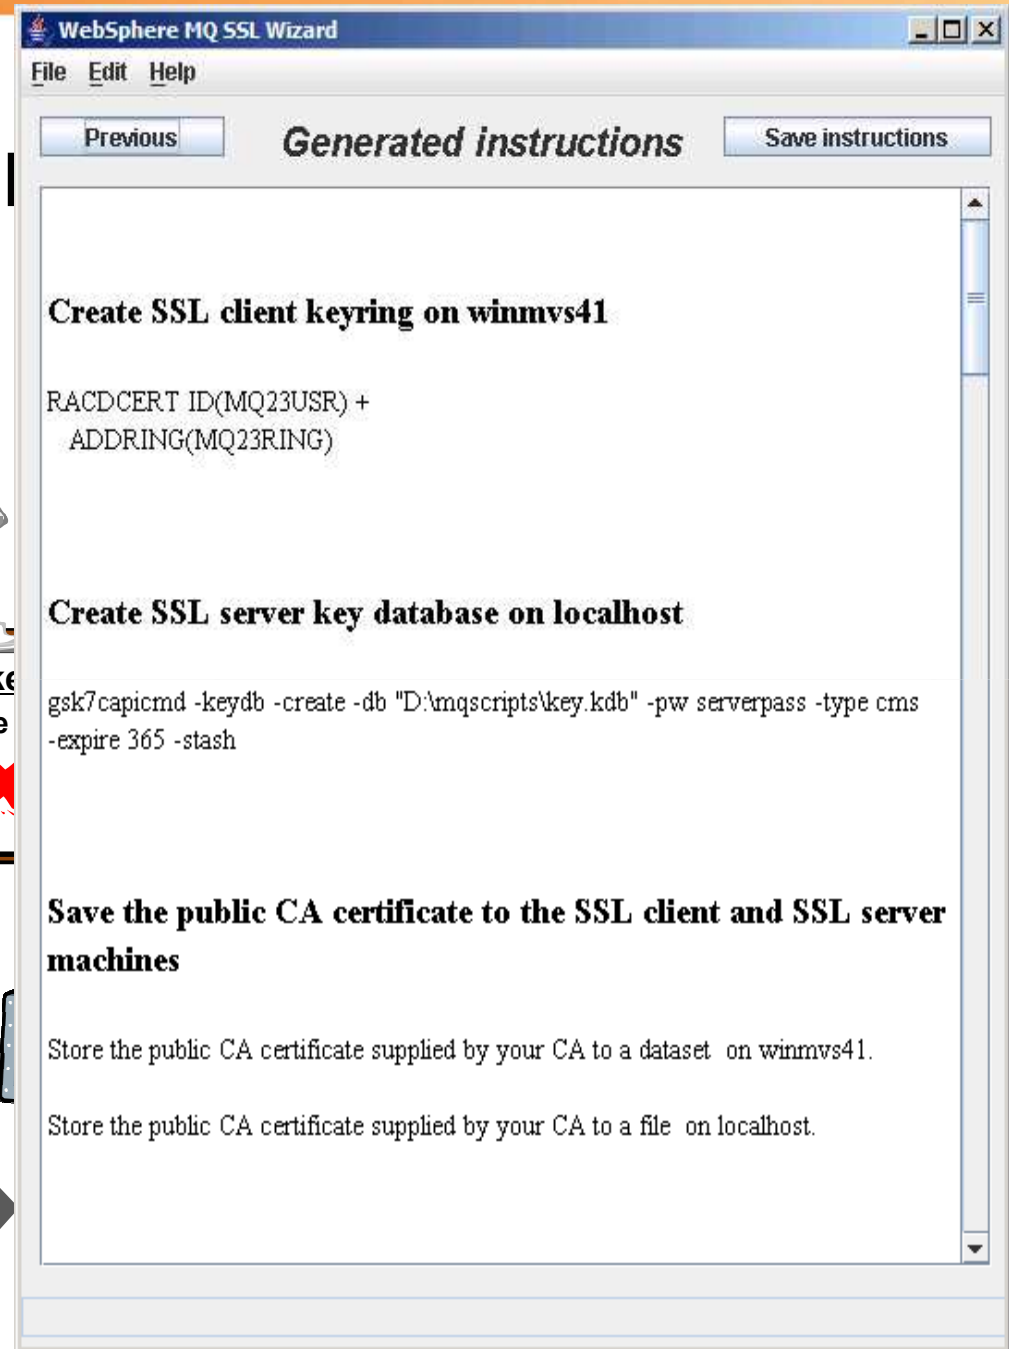 WebSphere MQ SSL Wizard
File Edit Help
Previous
Generated instructions
Save instructions
Create SSL client keyring on winmvs41
RACDCERT ID(MQ23USR) +
ADDRING(MQ23RING)
Create SSL server key database on localhost
gsk7capicmd -keydb -create -db "D:\mqscripts\key.kdb" -pw serverpass -type cms
-expire 365 -stash
Save the public CA certificate to the SSL client and SSL server
machines
Store the public CA certificate supplied by your CA to a dataset on winmvs41.
Store the public CA certificate supplied by your CA to a file on localhost.